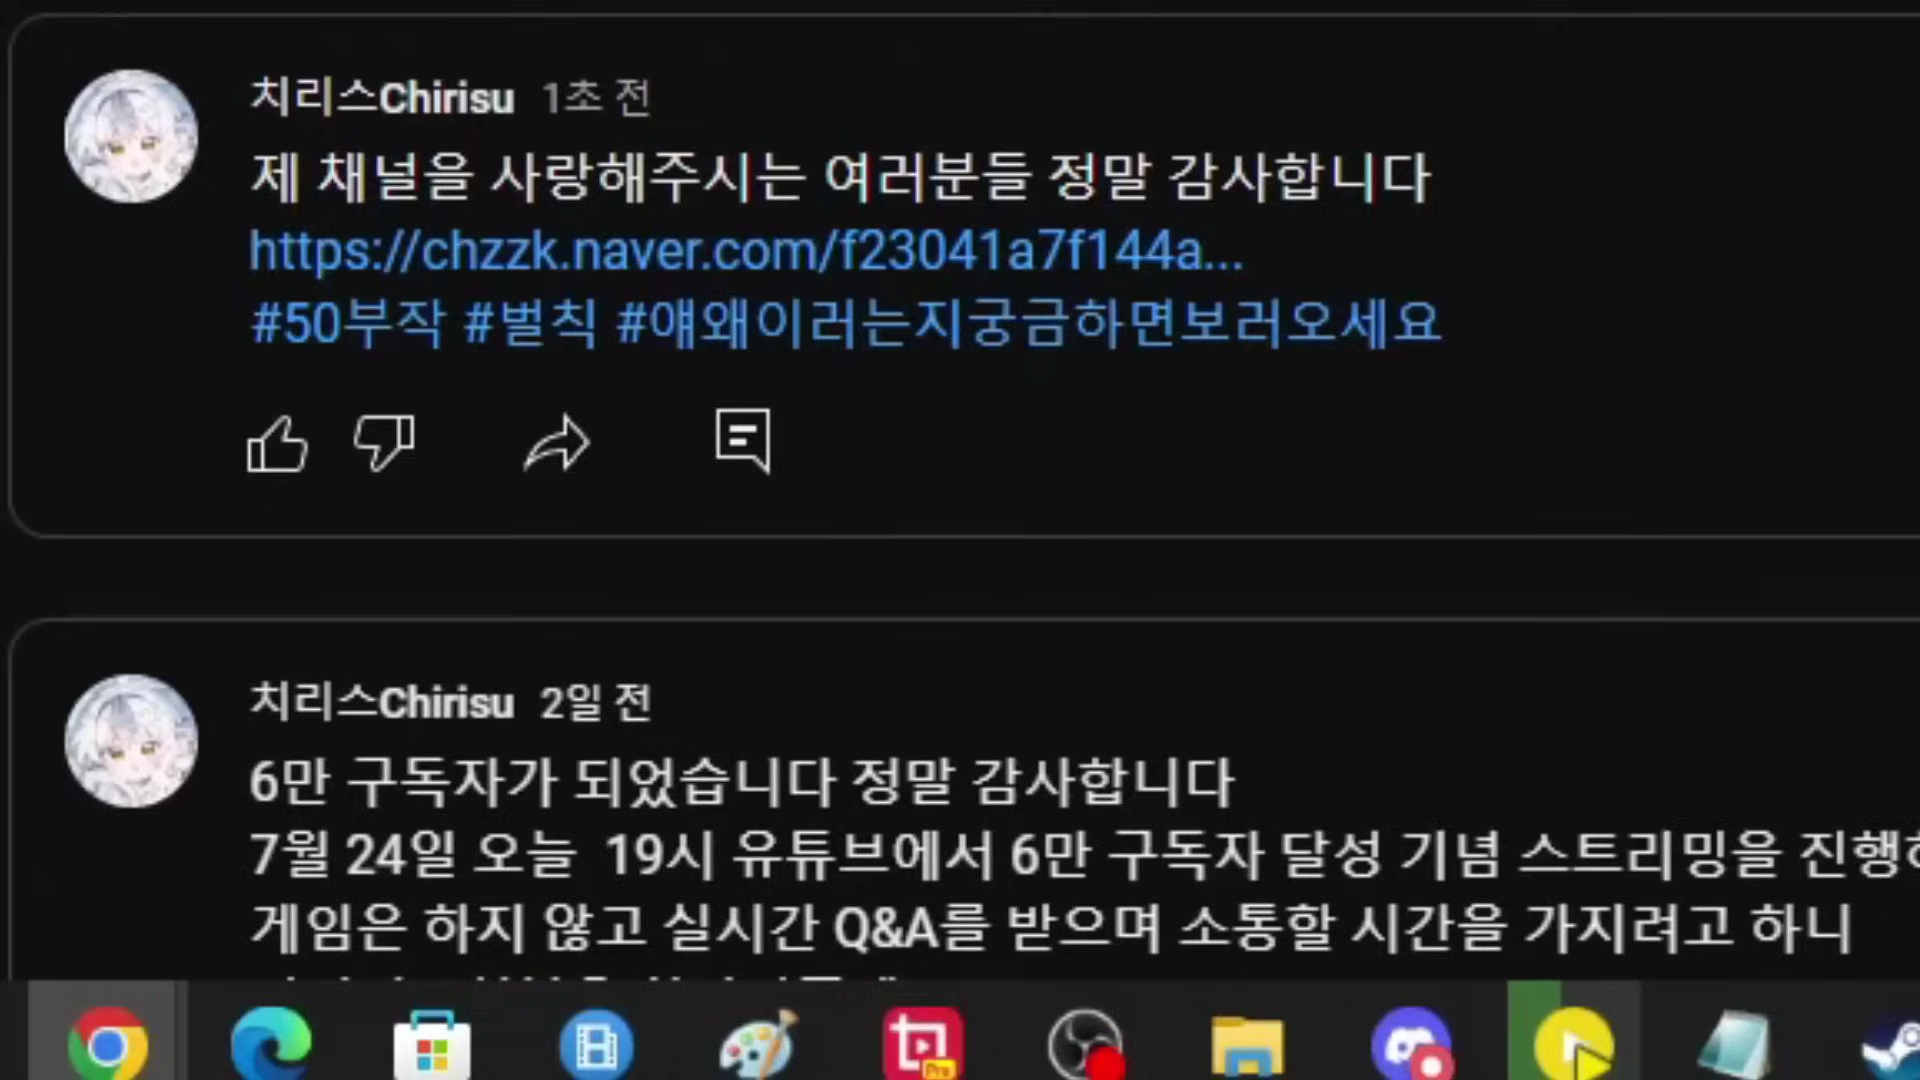 치리스Chirisu 1초 전
제 채널을 사랑해주시는 여러분들 정말 감사합니다
https://chzzk.naver.com/f23041a7f144a...
#50부작 #벌칙 #얘왜이러는지궁금하면보러오세요
치리스Chirisu 2일 전
6만 구독자가 되었습니다 정말 감사합니다
7월 24일 오늘 19시 유튜브에서 6만 구독자 달성 기념 스트리밍을
게임은 하지 않고 실시간 Q&A를 받으며 소통할 시간을 가지려고 하니
Pro